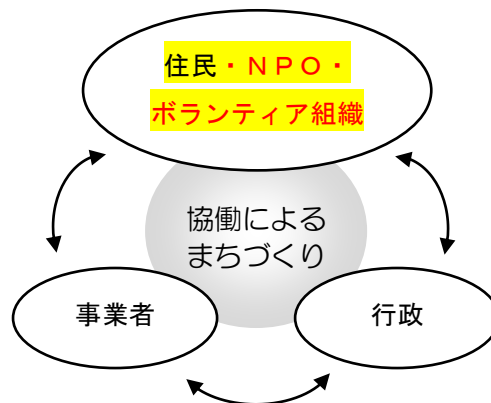 住民・ＮＰＯ・
ボランティア組織
協働による
まちづくり
事業者
行政